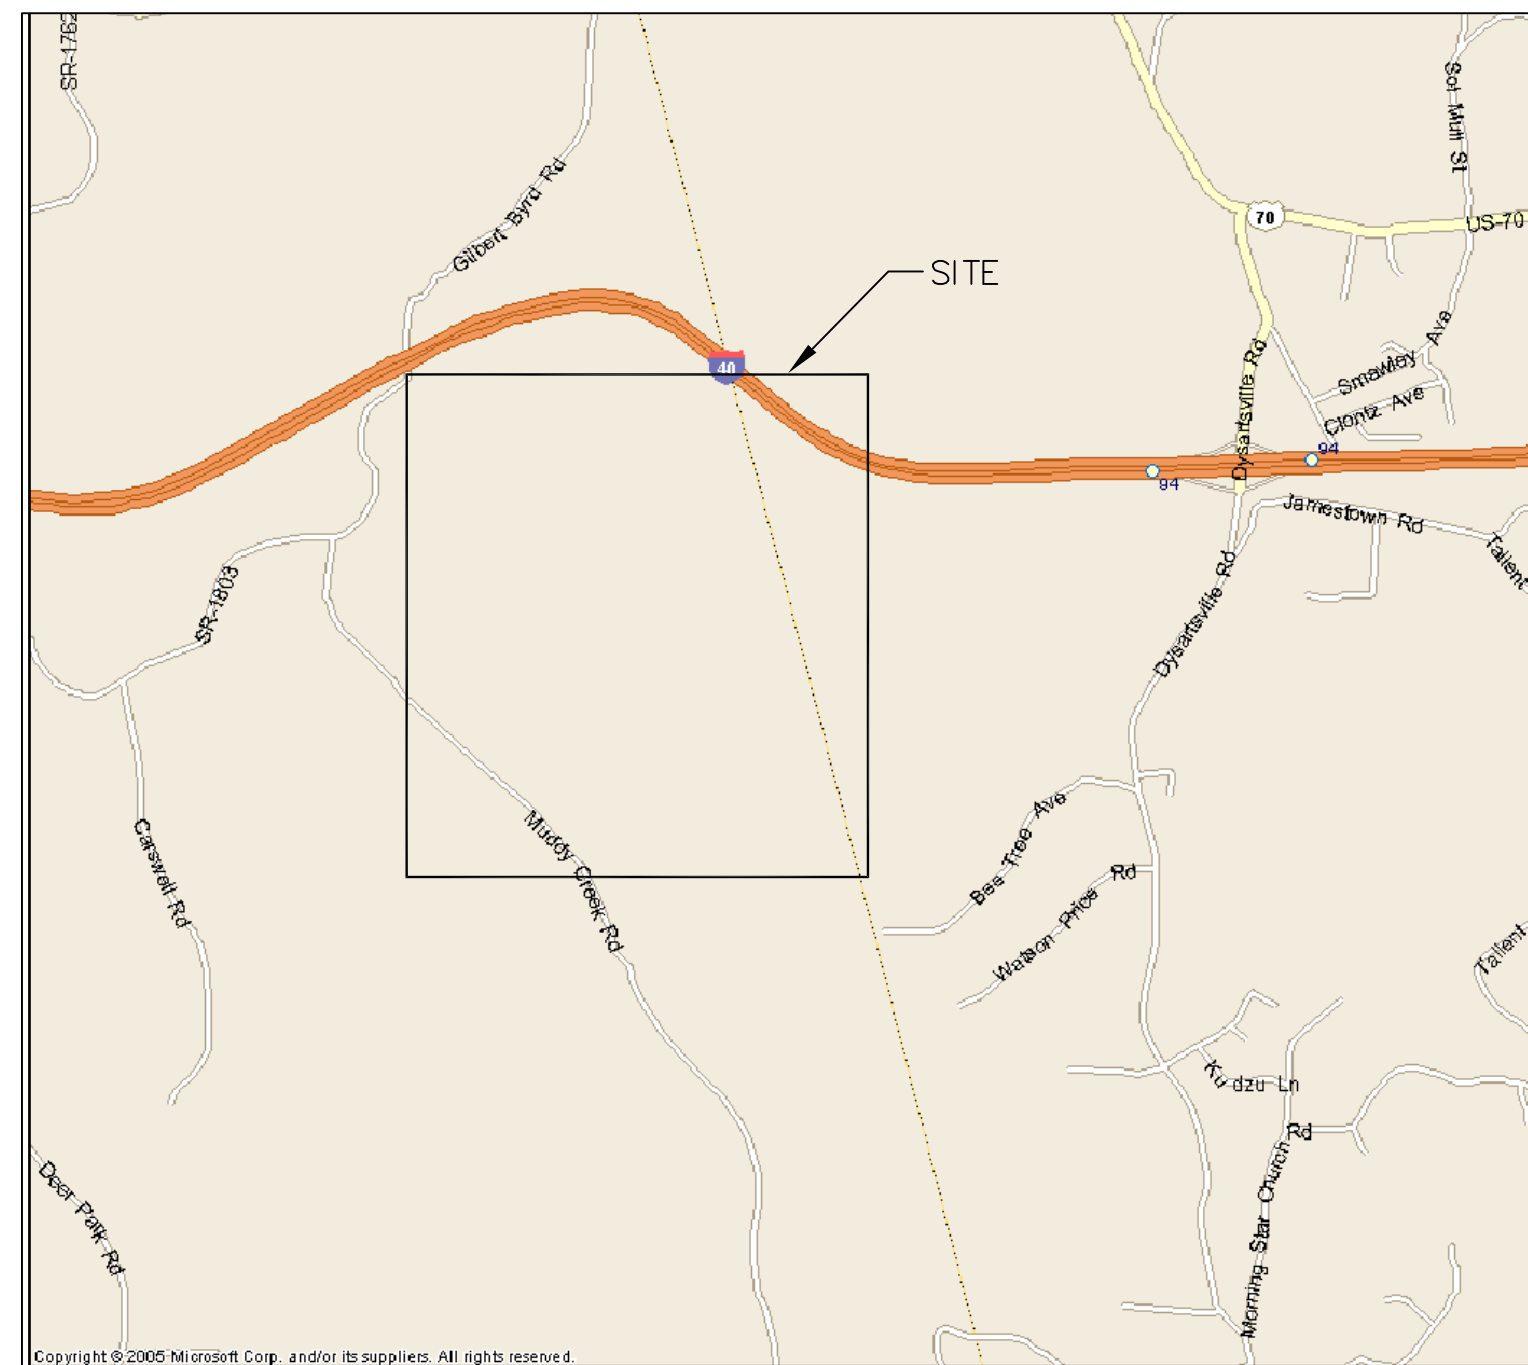 SR-1762
Gilbert Byrd Rd
Sol Mull St
70
US-70
SITE
40
Dysartsville Rd
Smawley Ave
Clontz Ave
94
94
Jamestown Rd
Tallent
SR-1803
Dysartsville Rd
Bee Tree Ave
Muddy Creek Rd
Carswell Rd
Watson Price Rd
Tallent
Kudzu Ln
Morning Star Church Rd
Deer Park Rd
Copyright © 2005 Microsoft Corp. and/or its suppliers. All rights reserved.